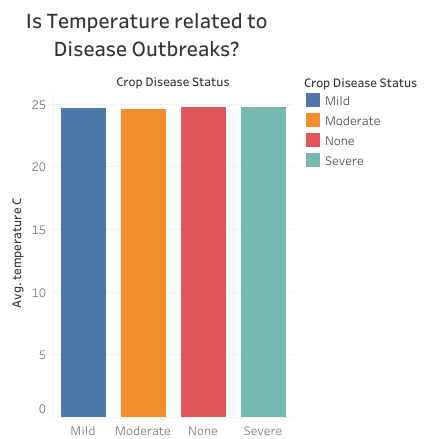 Is Temperature related to
Disease Outbreaks?
Crop Disease Status
Crop Disease Status
Mild
Moderate
None
Severe
Avg. temperature C
25
20
15
10
5
0
Mild Moderate None Severe